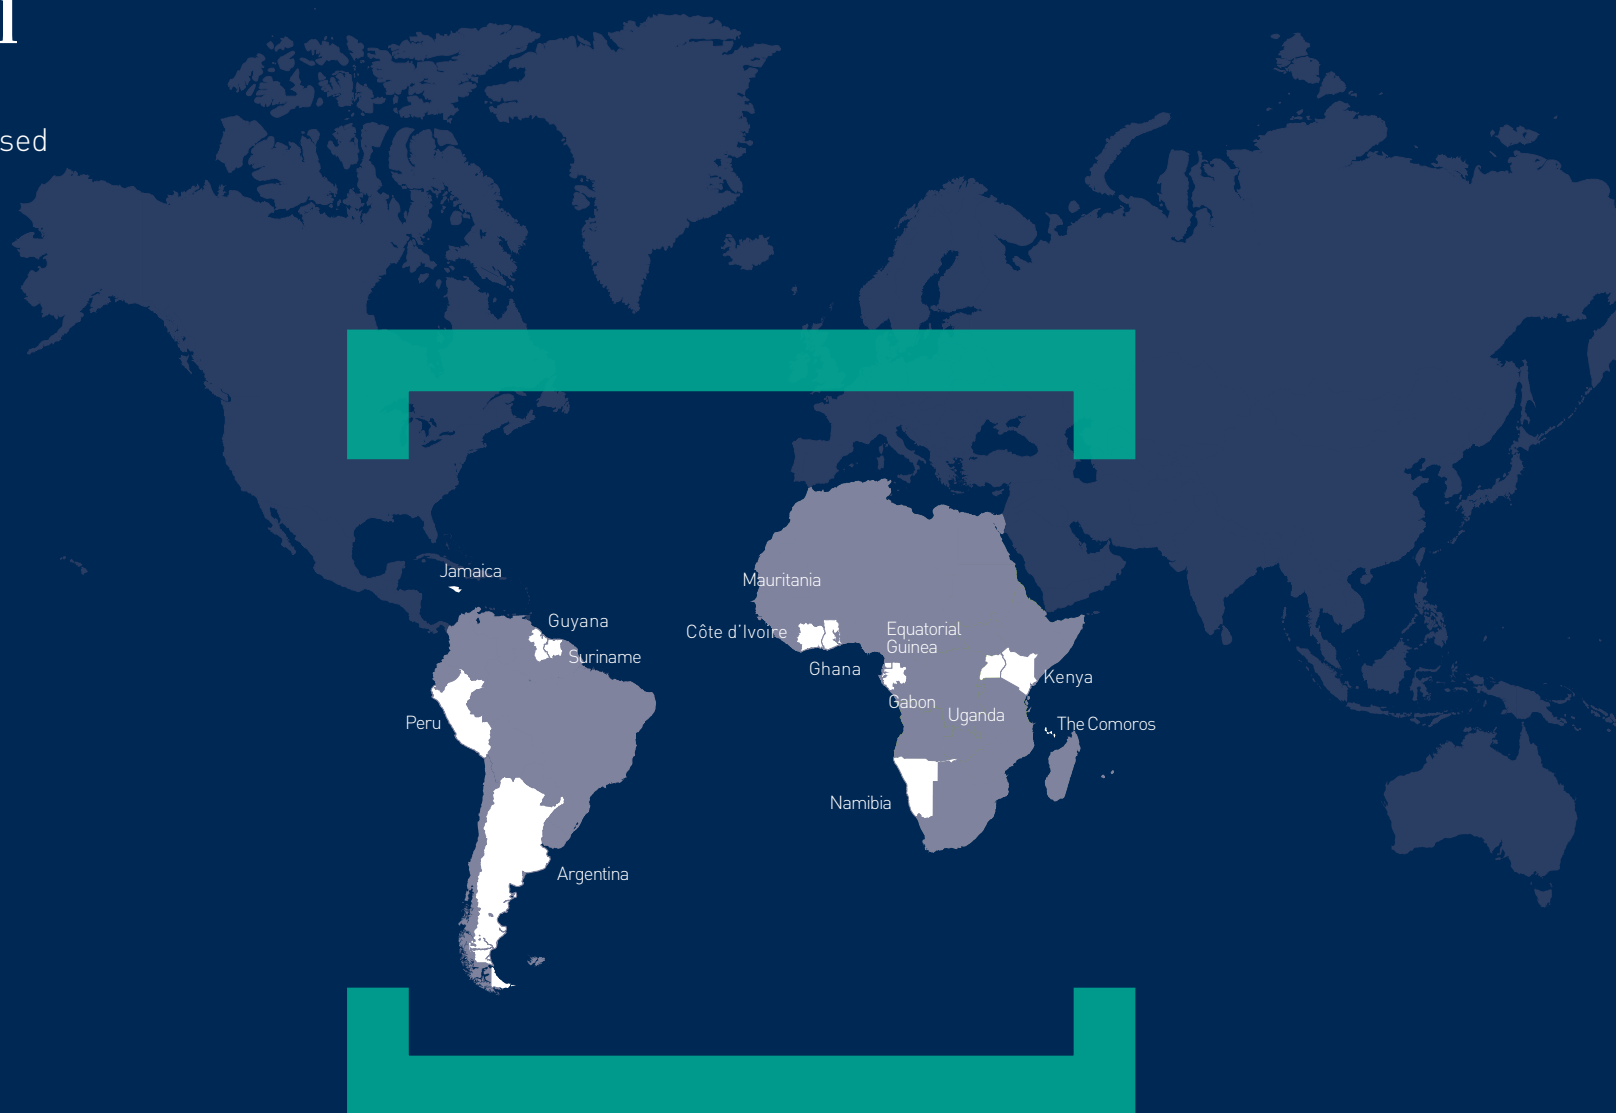 sed
Jamaica
Guyana
Suriname
Peru
Argentina
Mauritania
Côte d'Ivoire
Ghana
Equatorial
Guinea
Gabon
Uganda
Kenya
The Comoros
Namibia